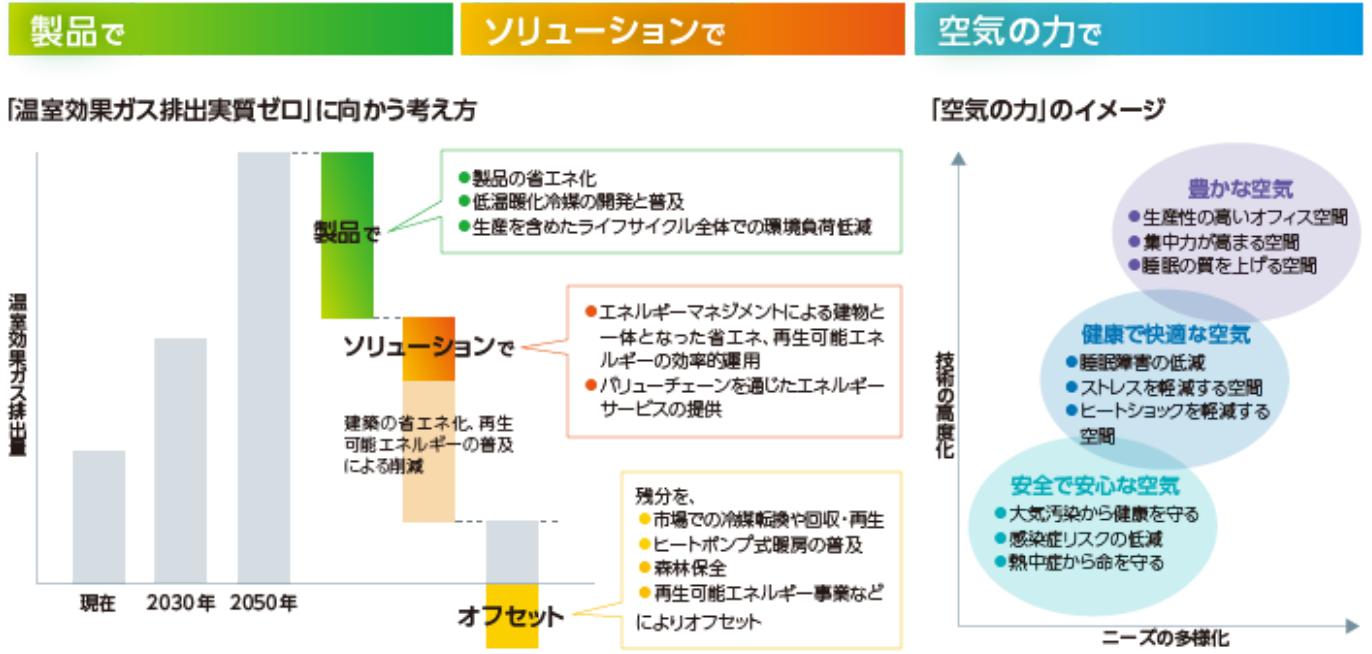 製品で
ソリューションで
空気の力で
「温室効果ガス排出実質ゼロ」に向かう考え方
温室効果ガス排出量
現在
2030年
2050年
製品で
●製品の省エネ化
●低温暖化冷媒の開発と普及
●生産を含めたライフサイクル全体での環境負荷低減
ソリューションで
●エネルギーマネジメントによる建物と
一体となった省エネ、再生可能エネ
ルギーの効率的運用
●バリューチェーンを通じたエネルギー
サービスの提供
建築の省エネ化、再生
可能エネルギーの普及
による削減
オフセット
残分を、
●市場での冷媒転換や回収・再生
●ヒートポンプ式暖房の普及
●森林保全
●再生可能エネルギー事業など
によりオフセット
「空気の力」のイメージ
技術の高度化
豊かな空気
●生産性の高いオフィス空間
●集中力が高まる空間
●睡眠の質を上げる空間
健康で快適な空気
●睡眠障害の低減
●ストレスを軽減する空間
●ヒートショックを軽減する
空間
安全で安心な空気
●大気汚染から健康を守る
●感染症リスクの低減
●熱中症から命を守る
ニーズの多様化